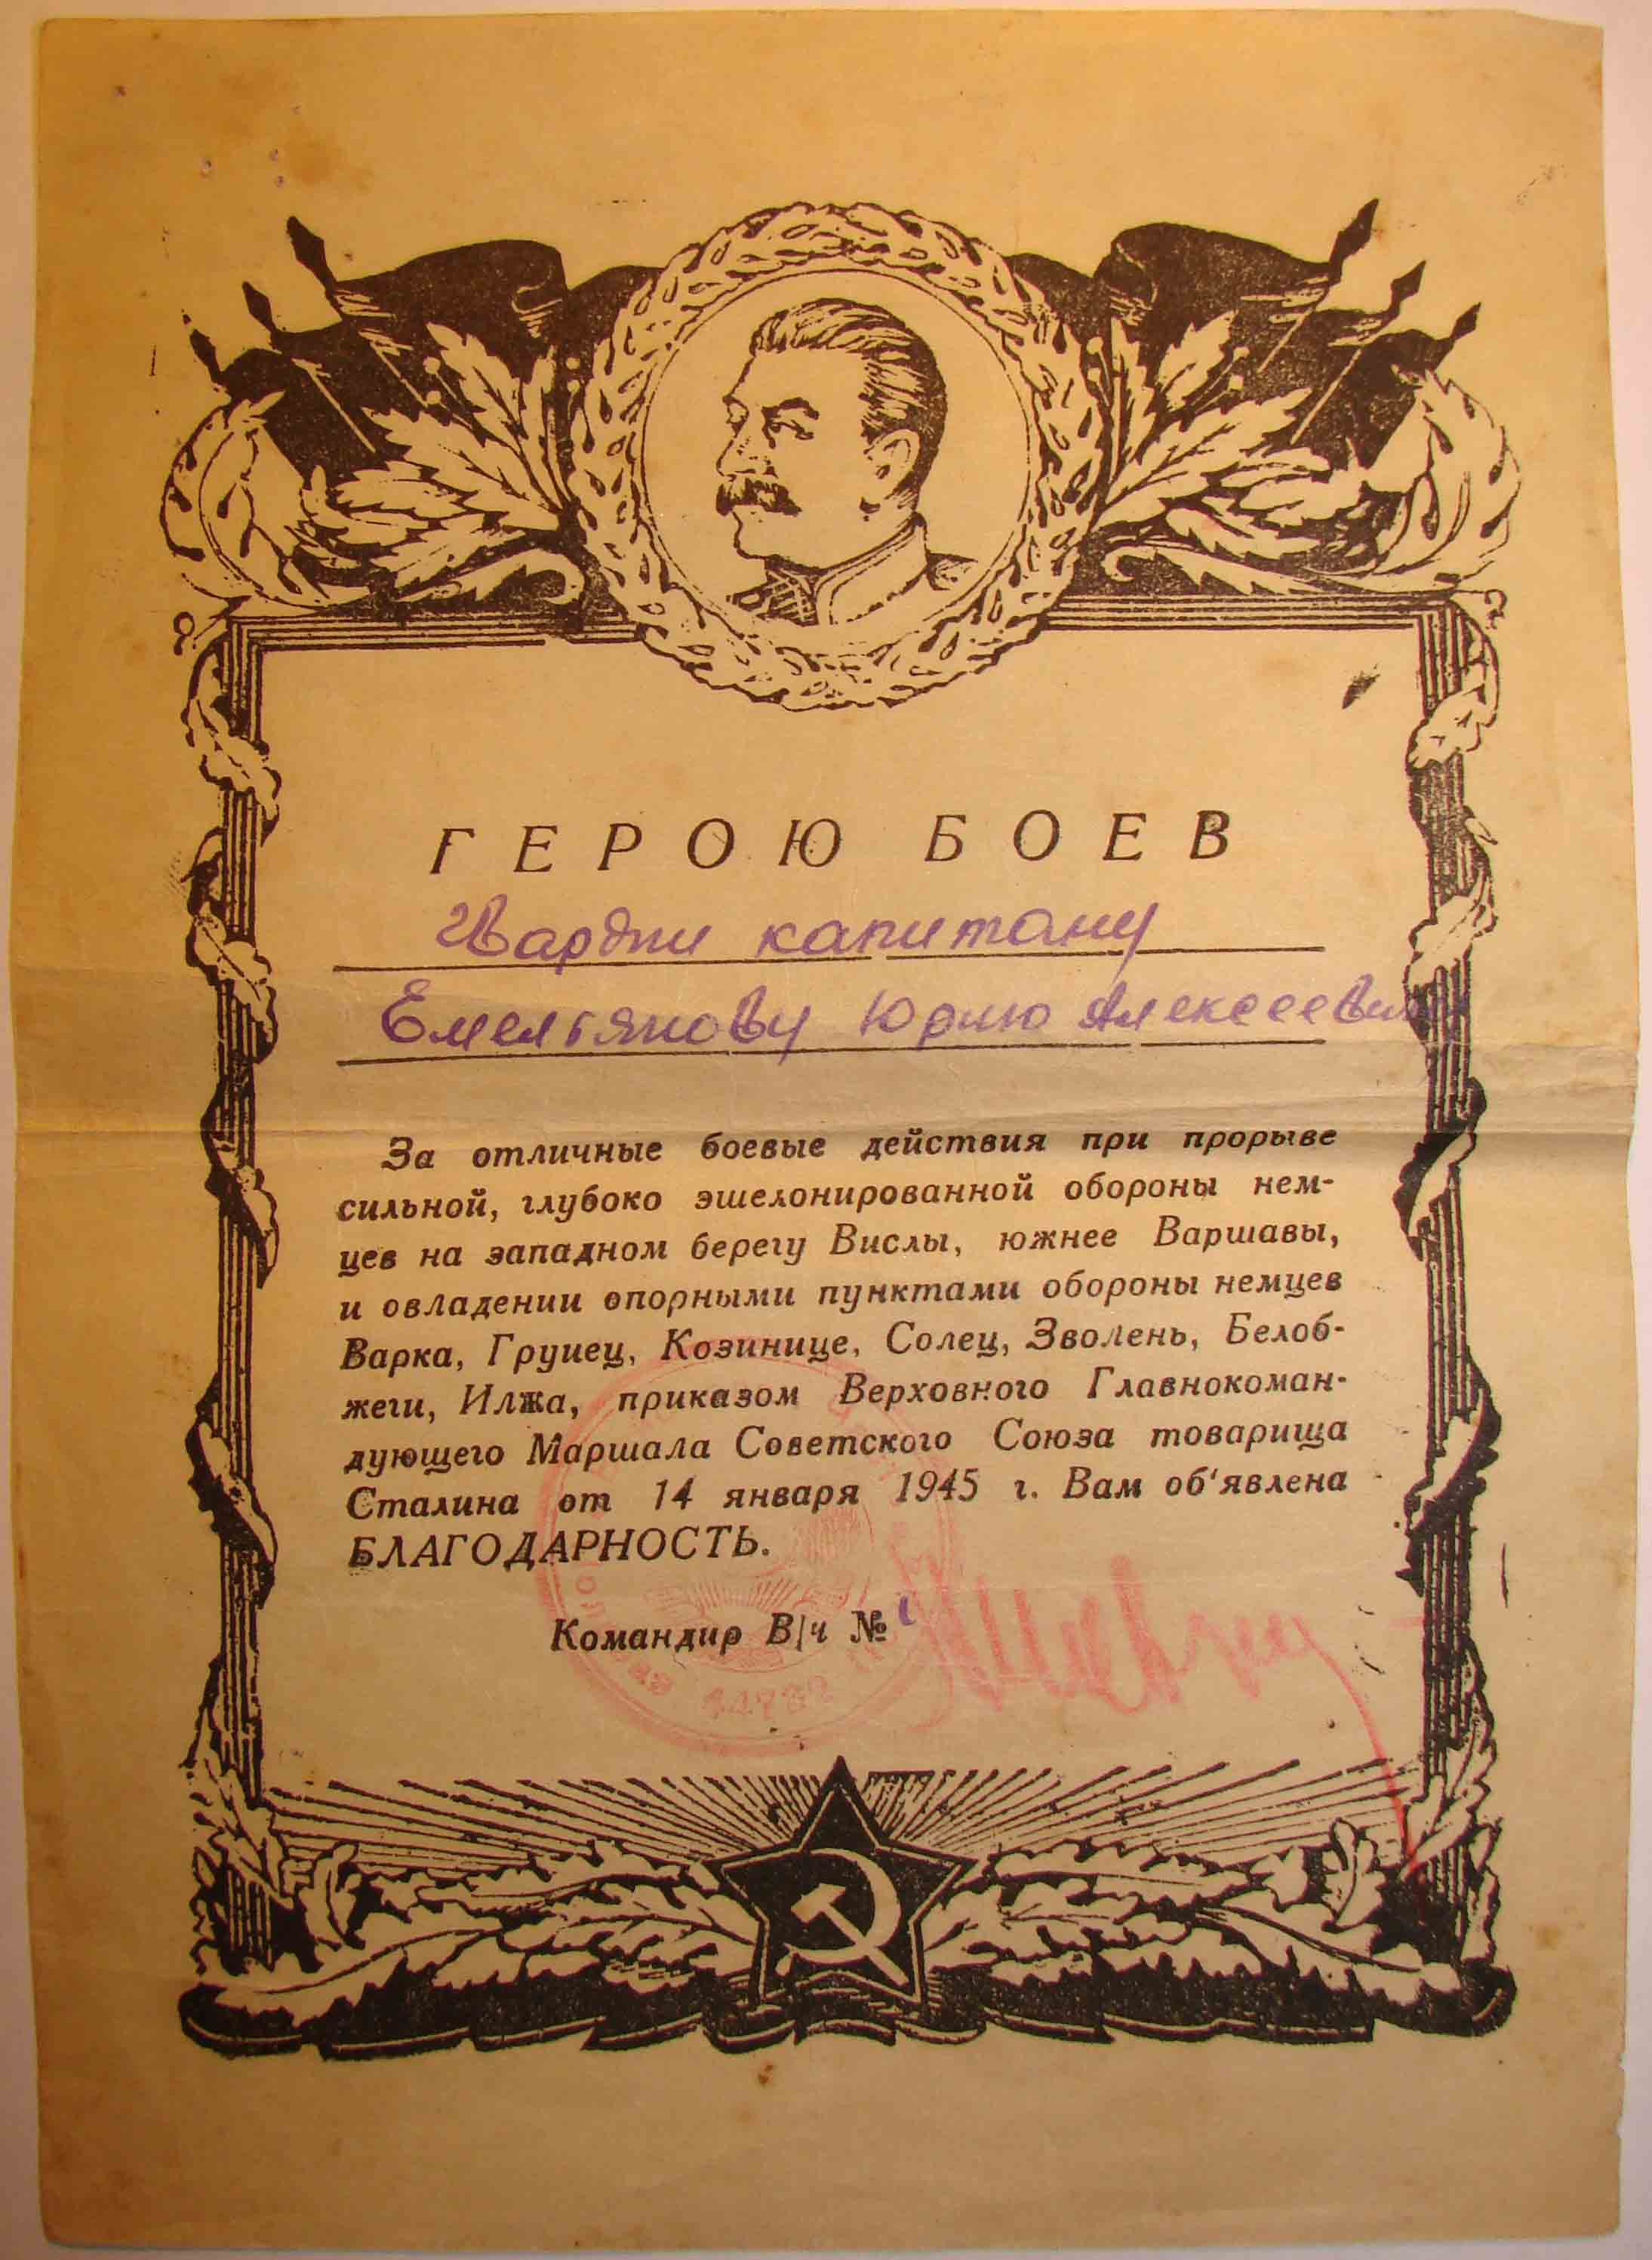 ГЕРОЮ БОЕВ
Гвардии капитану
Емельянову Юрию Алексееви
За отличные боевые действия при прорыве
сильной, глубоко эшелонированной обороны нем-
цев на западном берегу Вислы, южнее Варшавы,
и овладении опорными пунктами обороны немцев
Варка, Груиец, Козинице, Солец, Зволень, Белоб-
жеги, Илжа, приказом Верховного Главнокоман-
дующего Маршала Советского Союза товарища
Сталина от 14 января 1945 г. Вам об'явлена
БЛАГОДАРНОСТЬ.
Командир В/ч №